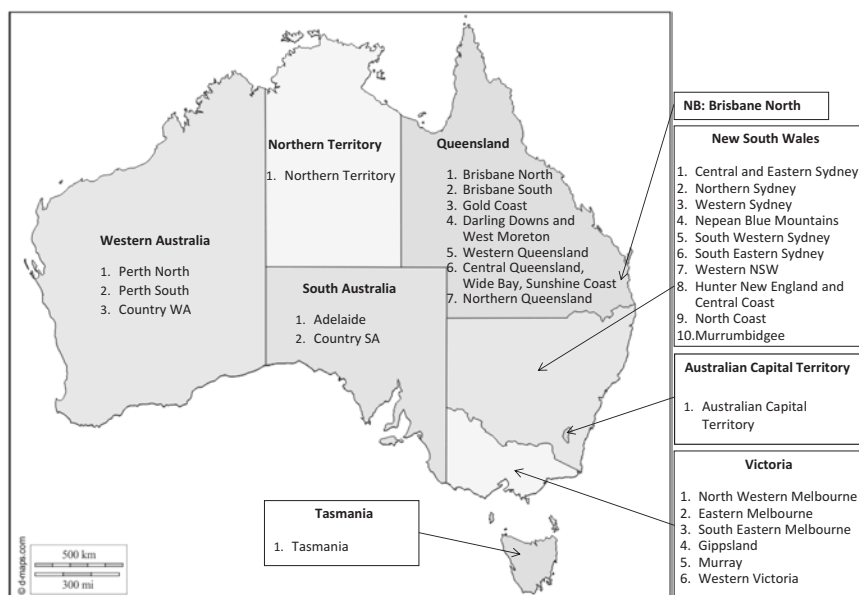 NB: Brisbane North
New South Wales
1. Central and Eastern Sydney
2. Northern Sydney
3. Western Sydney
4. Nepean Blue Mountains
5. South Western Sydney
6. South Eastern Sydney
7. Western NSW
8. Hunter New England and
Central Coast
9. North Coast
10. Murrumbidgee
Northern Territory
1. Northern Territory
Queensland
1. Brisbane North
2. Brisbane South
3. Gold Coast
4. Darling Downs and
West Moreton
5. Western Queensland
6. Central Queensland,
Wide Bay, Sunshine Coast
7. Northern Queensland
Western Australia
1. Perth North
2. Perth South
3. Country WA
South Australia
1. Adelaide
2. Country SA
Australian Capital Territory
1. Australian Capital
Territory
Victoria
1. North Western Melbourne
2. Eastern Melbourne
3. South Eastern Melbourne
4. Gippsland
5. Murray
6. Western Victoria
Tasmania
1. Tasmania
500 km
300 mi
© d-maps.com